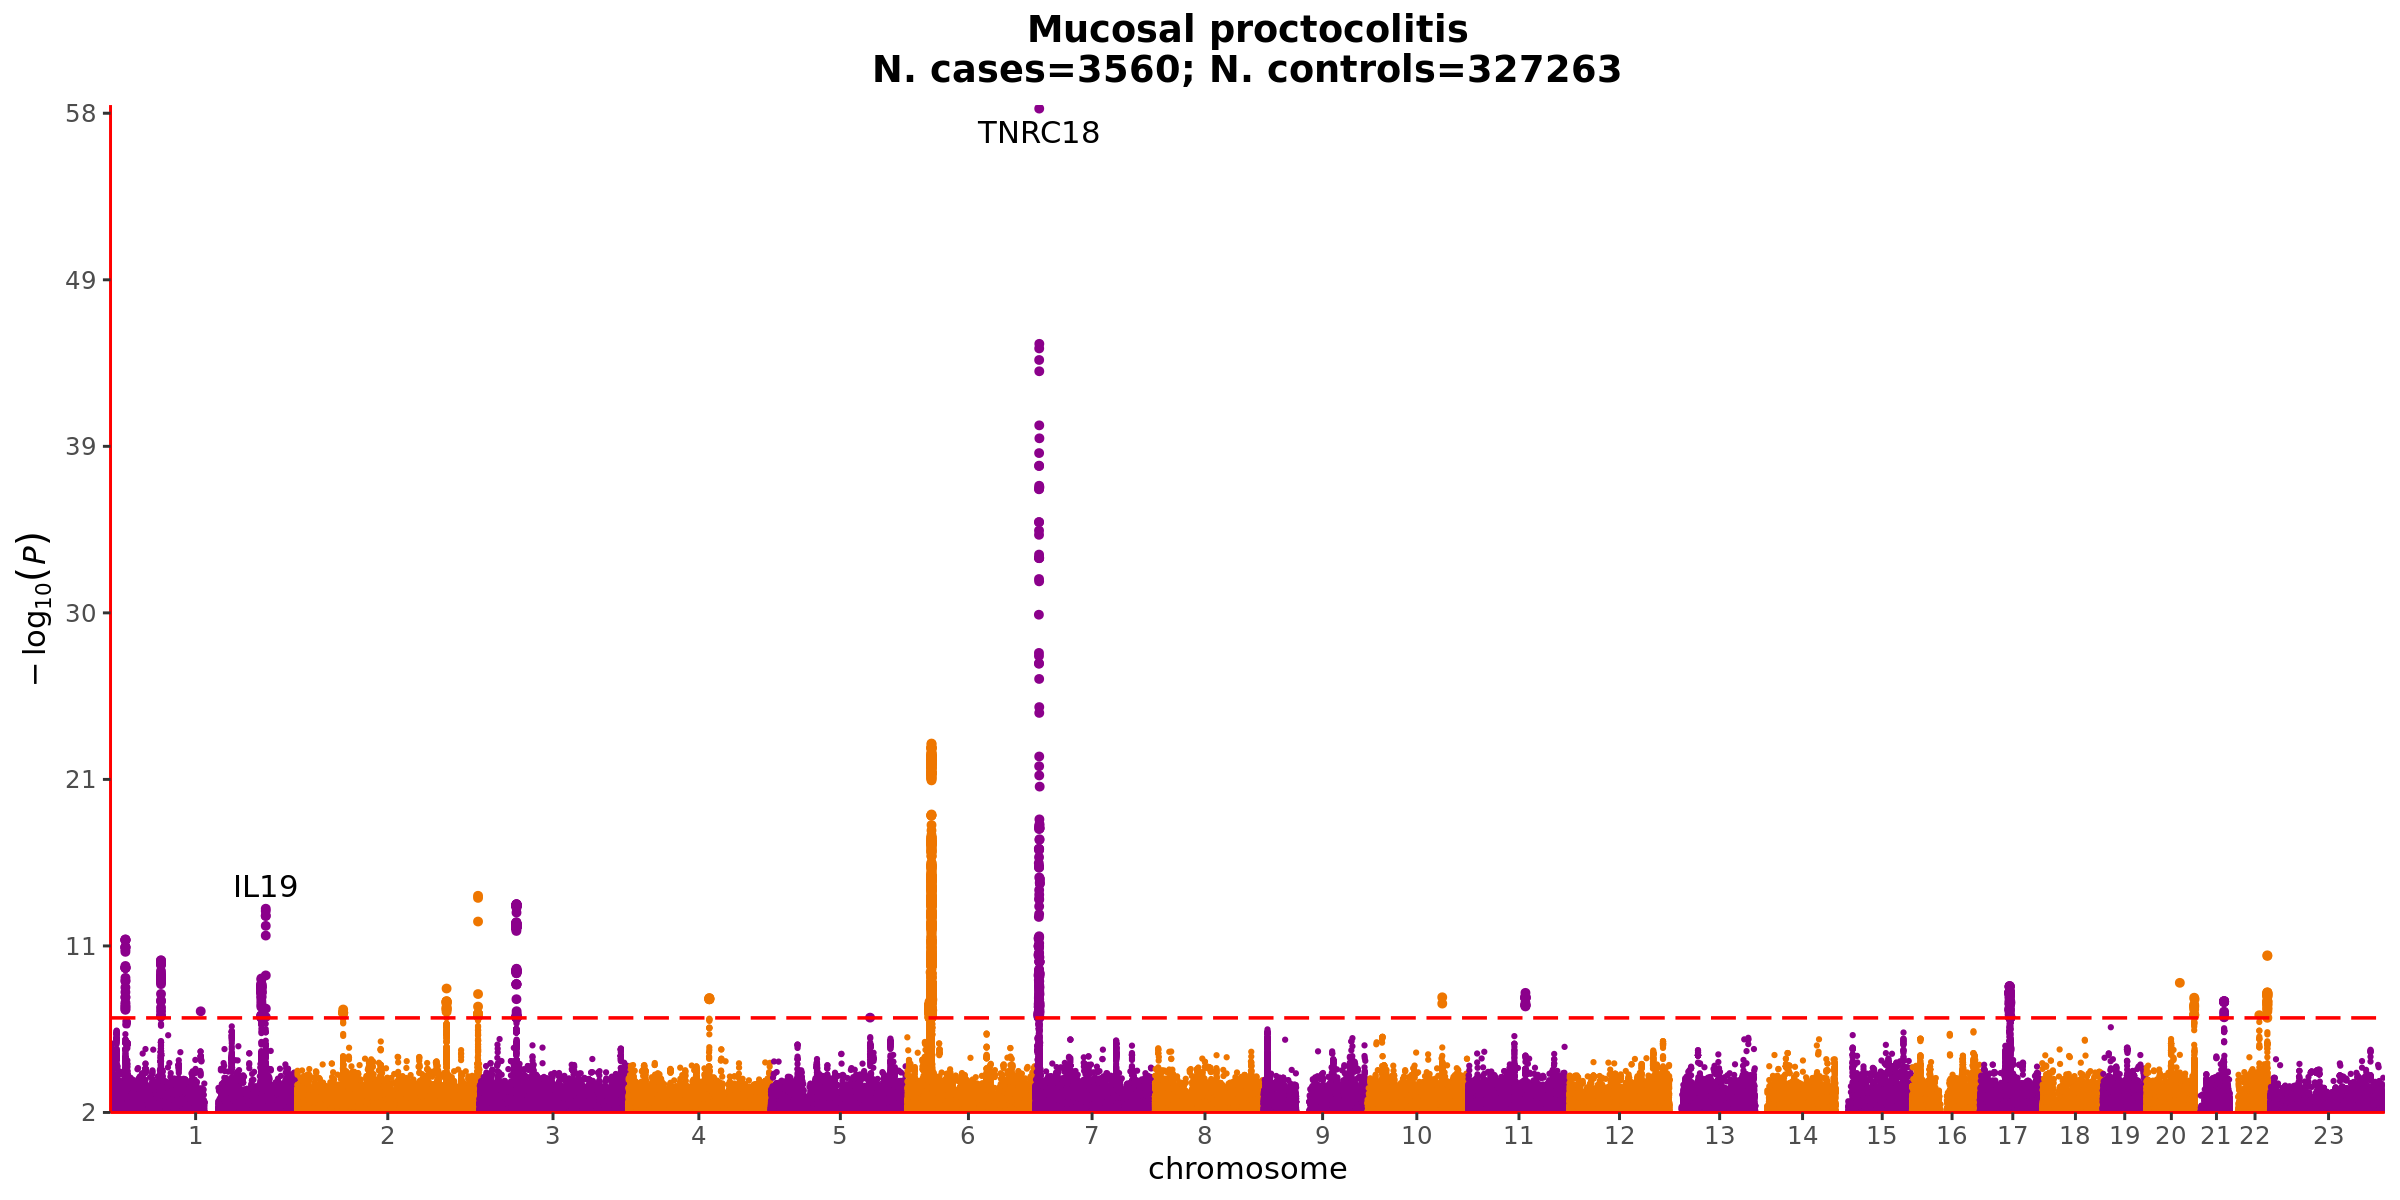 Mucosal proctocolitis
N. cases=3560; N. controls=327263
58
TNRC18
49
39
30
21
IL19
11
2
−log10(P)
1 2 3 4 5 6 7 8 9 10 11 12 13 14 15 16 17 18 19 20 21 22 23
chromosome